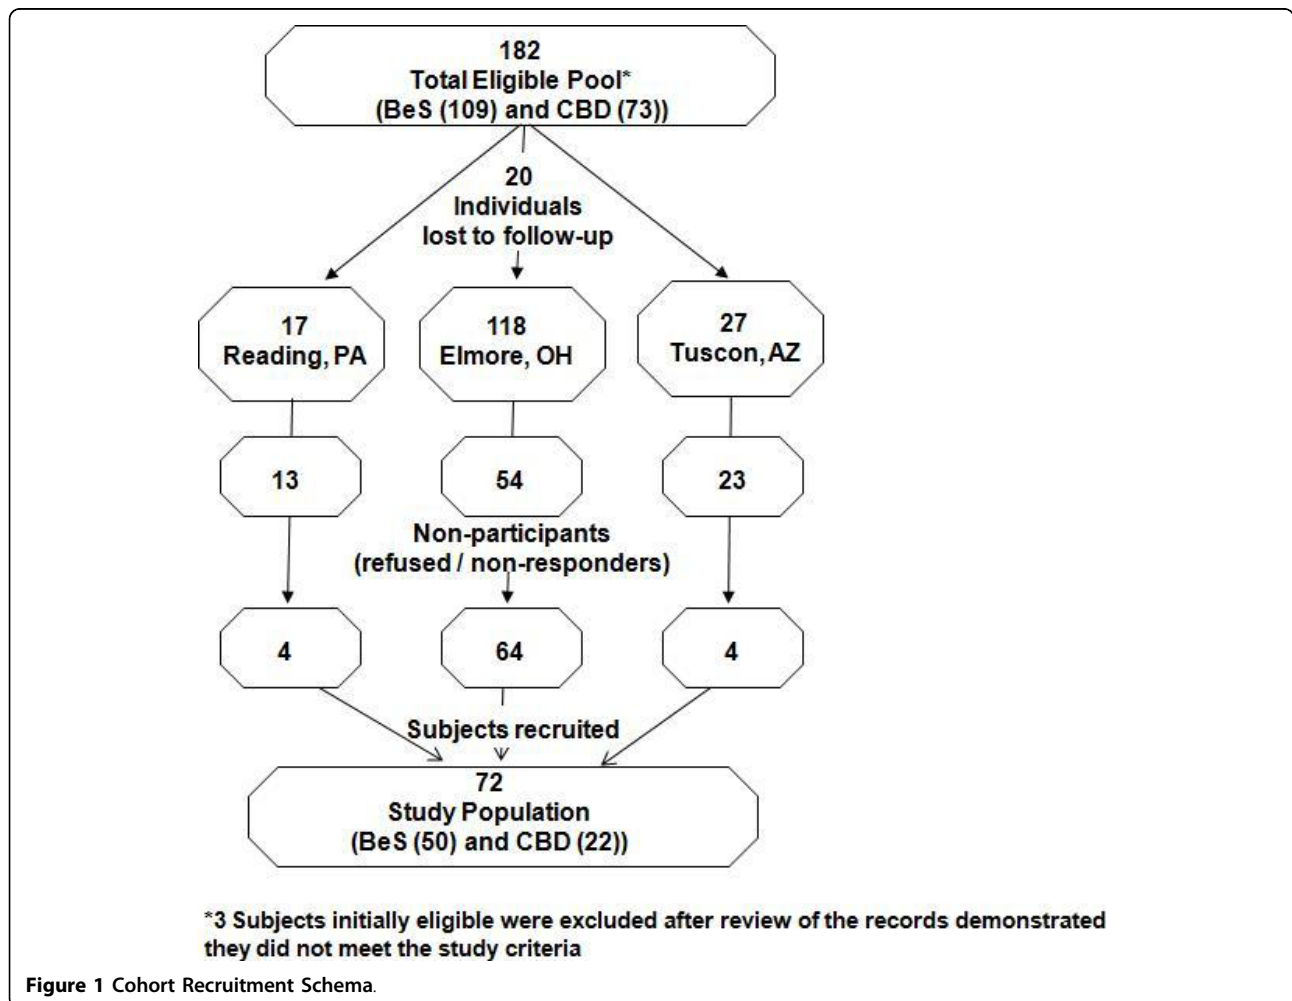 182
Total Eligible Pool*
(BeS (109) and CBD (73))
20
Individuals
lost to follow-up
17
Reading, PA
118
Elmore, OH
27
Tuscon, AZ
13
54
23
Non-participants
(refused / non-responders)
4
64
4
Subjects recruited
72
Study Population
(BeS (50) and CBD (22))
*3 Subjects initially eligible were excluded after review of the records demonstrated
they did not meet the study criteria
Figure 1 Cohort Recruitment Schema.